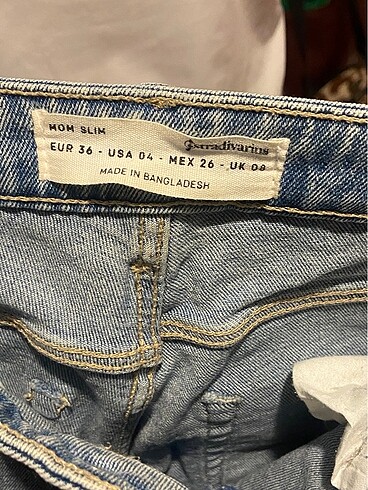 MOM SLIM
Stradivarius
EUR 36 - USA 04 - MEX 26 - UK 08
MADE IN BANGLADESH